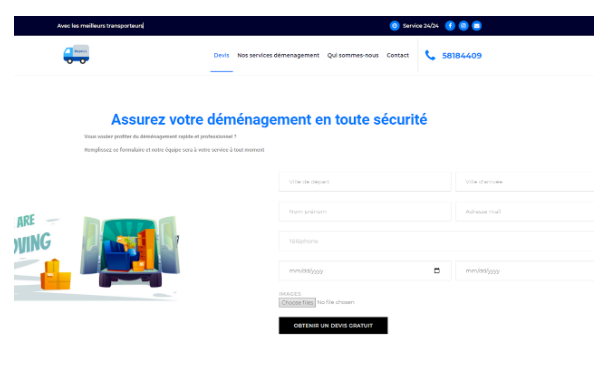 Avec les meilleurs transporteurs|
Service 24/24
Devis Nos services démenagement Qui sommes-nous Contact 58184409
Assurez votre déménagement en toute sécurité
Vous voulez profiter du déménagement rapide et professionnel ?
Remplissez ce formulaire et notre équipe sera à votre service à tout moment
Ville de départ Ville d'arrivée
Nom prénom Adresse mail
Téléphone
mm/dd/yyyy mm/dd/yyyy
IMAGES
Choose Files No file chosen
OBTENIR UN DEVIS GRATUIT
ARE
OVING